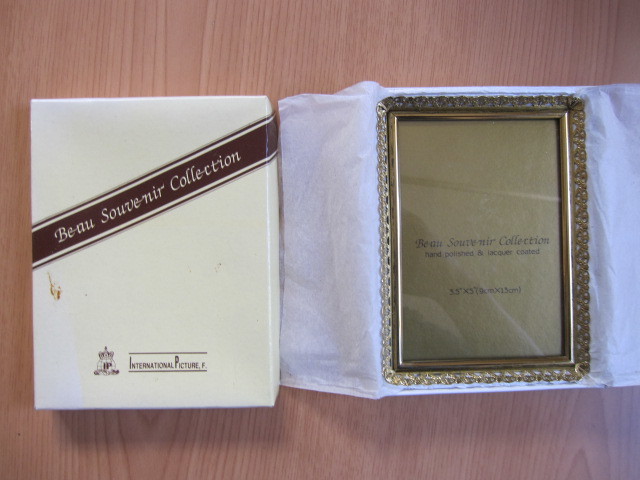 Beau Souvenir Collection
INTERNATIONAL PICTURE, F.
Beau Souvenir Collection
hand polished & lacquer coated
3.5"X5"(9cmX13cm)